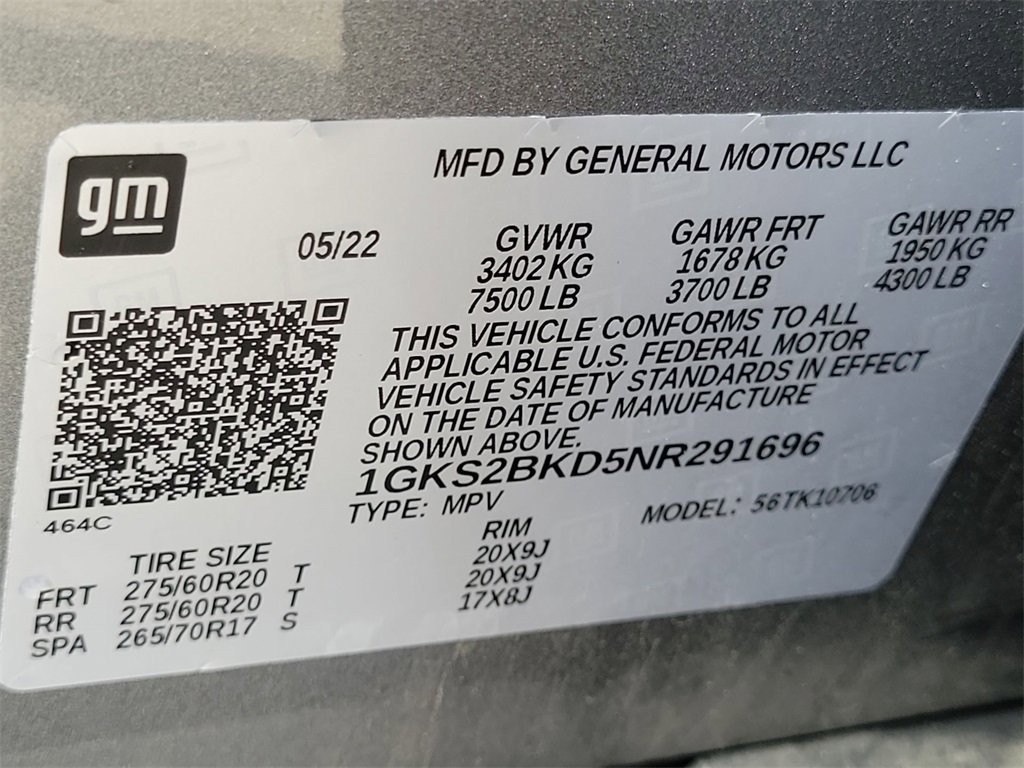 gm
MFD BY GENERAL MOTORS LLC
05/22
GVWR GAWR FRT GAWR RR
3402 KG 1678 KG 1950 KG
7500 LB 3700 LB 4300 LB
THIS VEHICLE CONFORMS TO ALL
APPLICABLE U.S. FEDERAL MOTOR
VEHICLE SAFETY STANDARDS IN EFFECT
ON THE DATE OF MANUFACTURE
SHOWN ABOVE.
1GKS2BKD5NR291696
TYPE: MPV MODEL: 56TK10706
464C
TIRE SIZE RIM
FRT 275/60R20 T 20X9J
RR 275/60R20 T 20X9J
SPA 265/70R17 S 17X8J